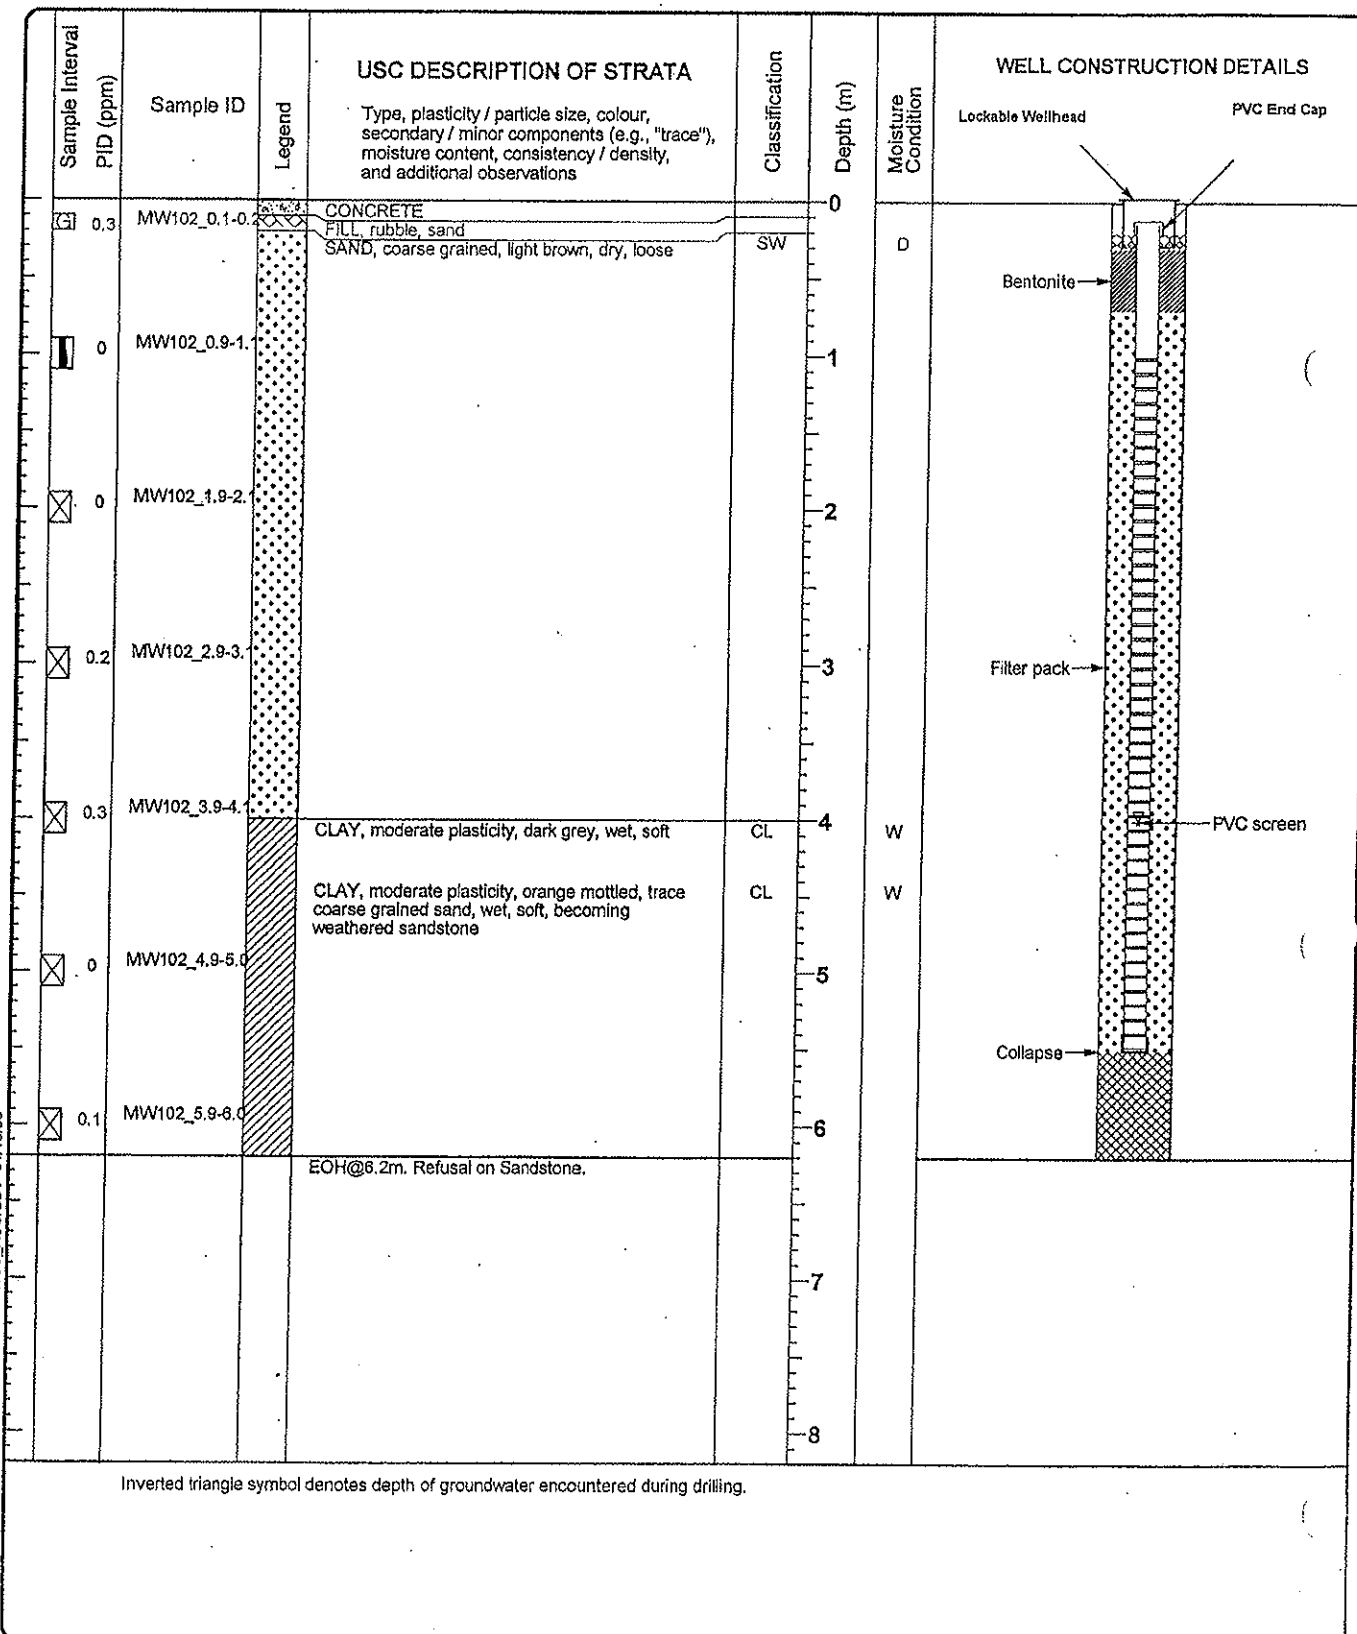 Sample Interval
PID (ppm)
Sample ID
Legend
USC DESCRIPTION OF STRATA
Type, plasticity / particle size, colour,
secondary / minor components (e.g., "trace"),
moisture content, consistency / density,
and additional observations
Classification
Depth (m)
Moisture
Condition
WELL CONSTRUCTION DETAILS
Lockable Wellhead
PVC End Cap
0
G 0.3 MW102_0.1-0.2
CONCRETE
FILL, rubble, sand
SAND, coarse grained, light brown, dry, loose SW D
Bentonite
0 MW102_0.9-1.1
1
0 MW102_1.9-2.1
2
0.2 MW102_2.9-3.1
3
Filter pack
0.3 MW102_3.9-4.1
4
CLAY, moderate plasticity, dark grey, wet, soft CL W
PVC screen
CLAY, moderate plasticity, orange mottled, trace CL W
coarse grained sand, wet, soft, becoming
weathered sandstone
0 MW102_4.9-5.0
5
Collapse
0.1 MW102_5.9-6.0
6
EOH@6.2m. Refusal on Sandstone.
7
8
Inverted triangle symbol denotes depth of groundwater encountered during drilling.